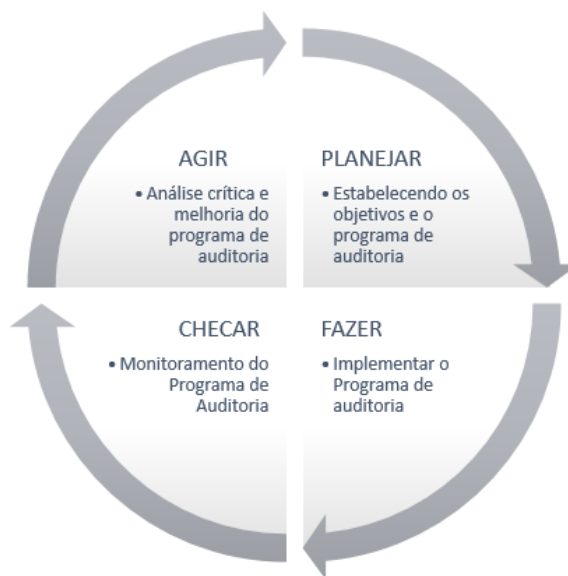 AGIR
• Análise crítica e
melhoria do
programa de
auditoria
PLANEJAR
• Estabelecendo os
objetivos e o
programa de
auditoria
CHECAR
• Monitoramento do
Programa de
Auditoria
FAZER
• Implementar o
Programa de
auditoria